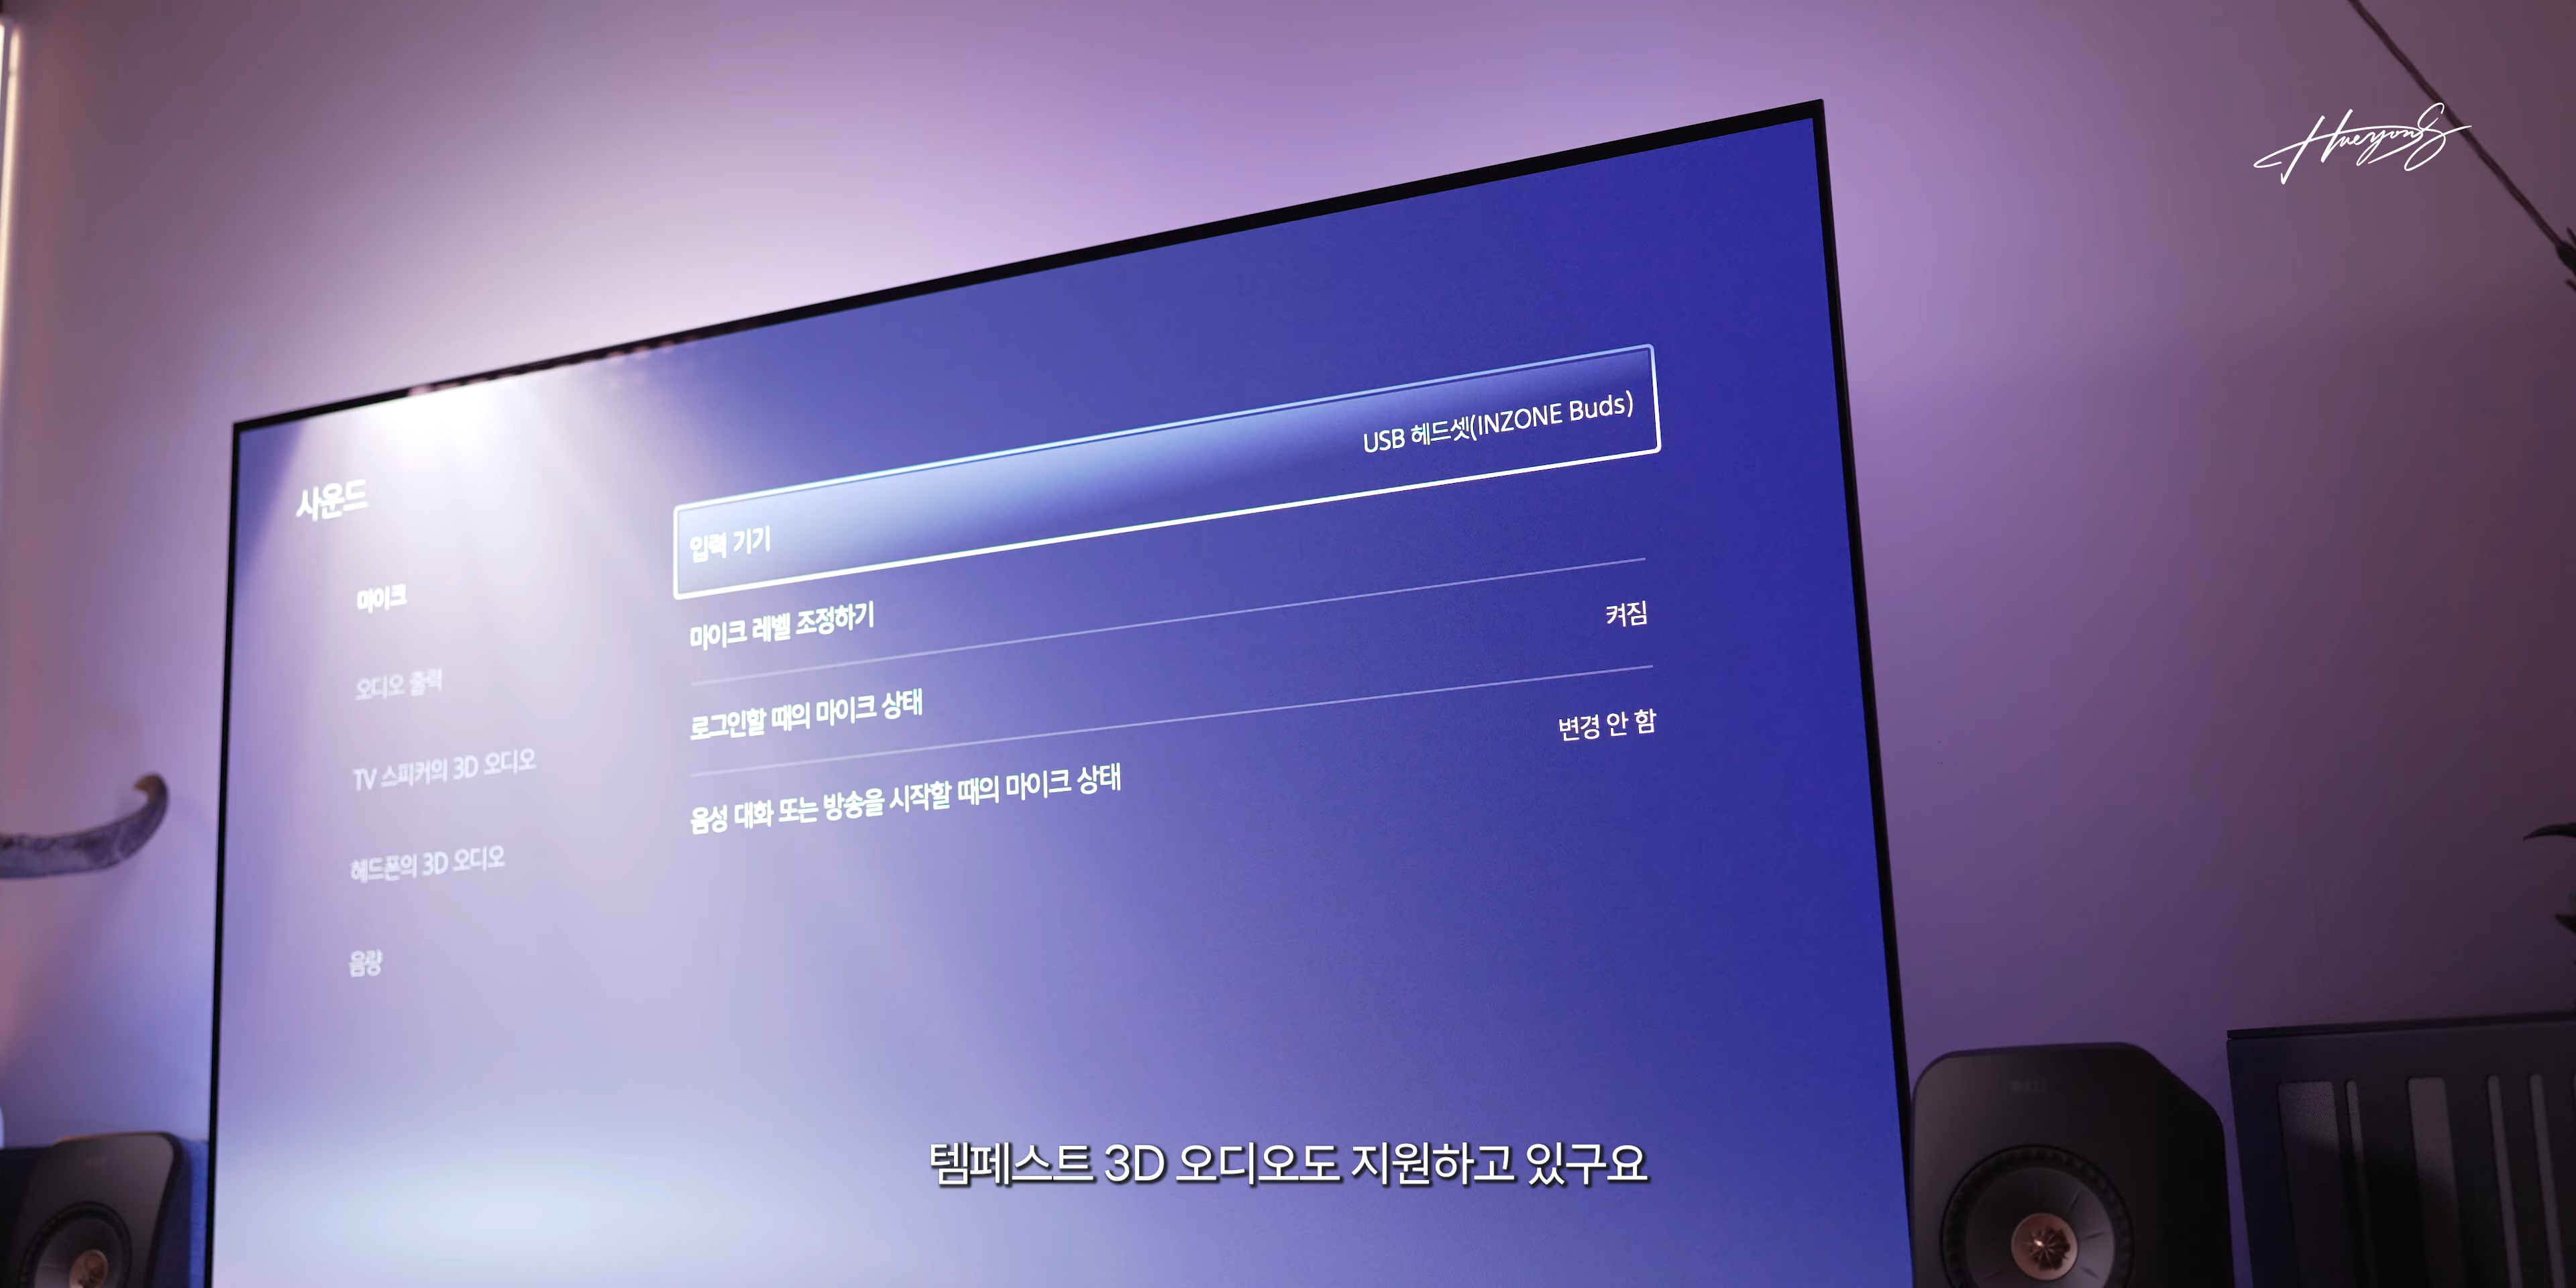 Hueyong
사운드
마이크
오디오 출력
TV 스피커의 3D 오디오
헤드폰의 3D 오디오
음량
입력 기기 USB 헤드셋(INZONE Buds)
마이크 레벨 조정하기
로그인할 때의 마이크 상태 켜짐
음성 대화 또는 방송을 시작할 때의 마이크 상태 변경 안 함
템페스트 3D 오디오도 지원하고 있구요